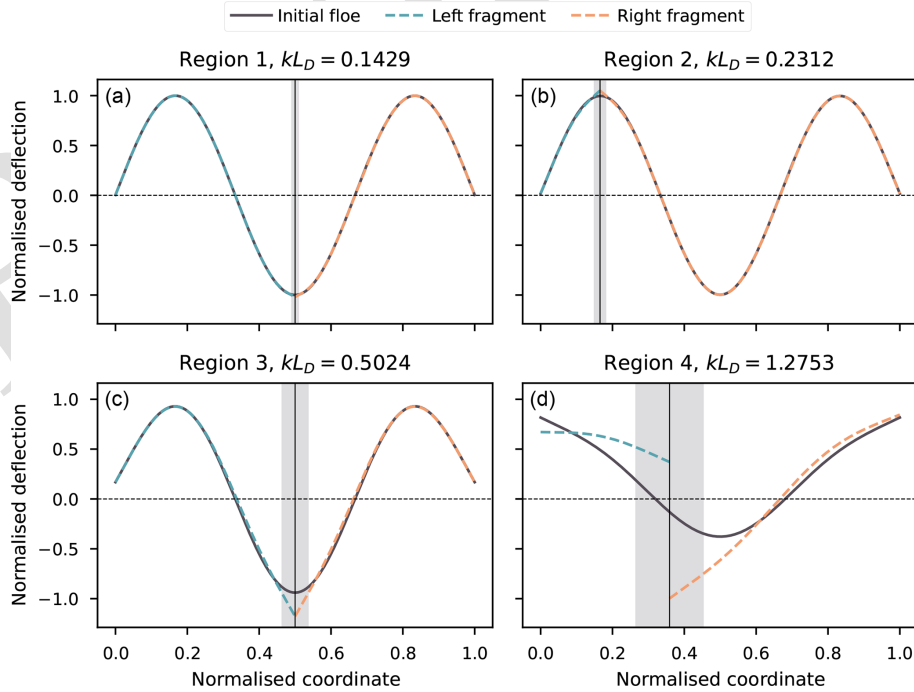 Initial floe Left fragment Right fragment
Region 1, kL_D = 0.1429
Region 2, kL_D = 0.2312
(a)
(b)
Normalised deflection
1.0
0.5
0.0
−0.5
−1.0
Region 3, kL_D = 0.5024
Region 4, kL_D = 1.2753
(c)
(d)
Normalised deflection
1.0
0.5
0.0
−0.5
−1.0
0.0 0.2 0.4 0.6 0.8 1.0
0.0 0.2 0.4 0.6 0.8 1.0
Normalised coordinate
Normalised coordinate